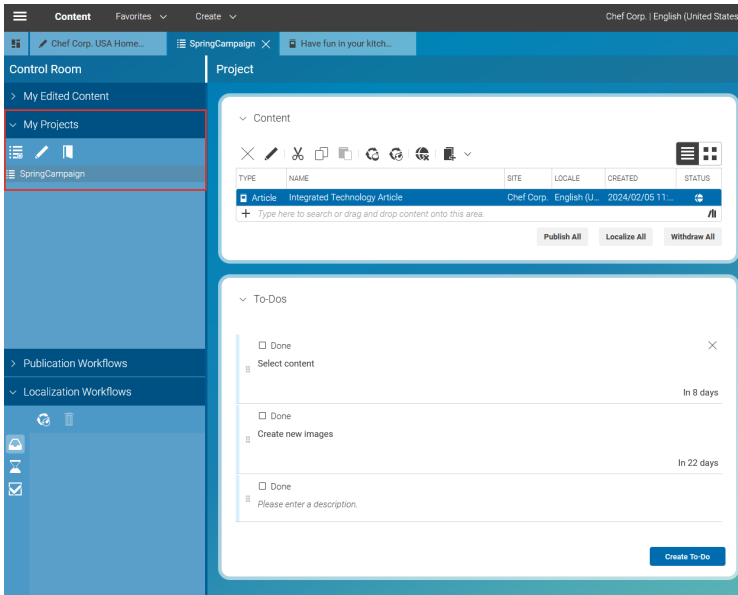 Content
Favorites
Create
Chef Corp. | English (United States
Chef Corp. USA Home...
SpringCampaign
Have fun in your kitch...
Control Room
Project
My Edited Content
My Projects
SpringCampaign
Publication Workflows
Localization Workflows
Content
TYPE NAME SITE LOCALE CREATED STATUS
Article Integrated Technology Article Chef Corp. English (U... 2024/02/05 11:...
Type here to search or drag and drop content onto this area.
Publish All Localize All Withdraw All
To-Dos
Done
Select content
In 8 days
Done
Create new images
In 22 days
Done
Please enter a description.
Create To-Do